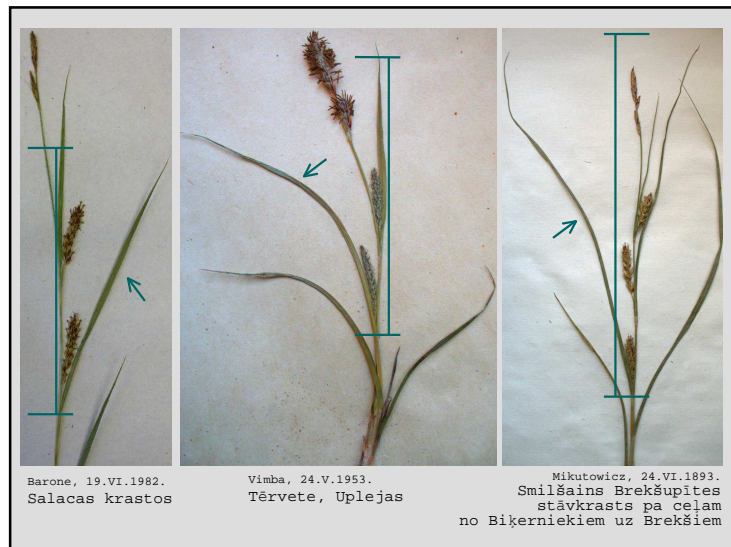 Barone, 19.VI.1982.
Salacas krastos
Vimba, 24.V.1953.
Tērvete, Uplejas
Mikutowicz, 24.VI.1893.
Smilšains Brekšupītes
stāvkrasts pa ceļam
no Biķerniekiem uz Brekšiem